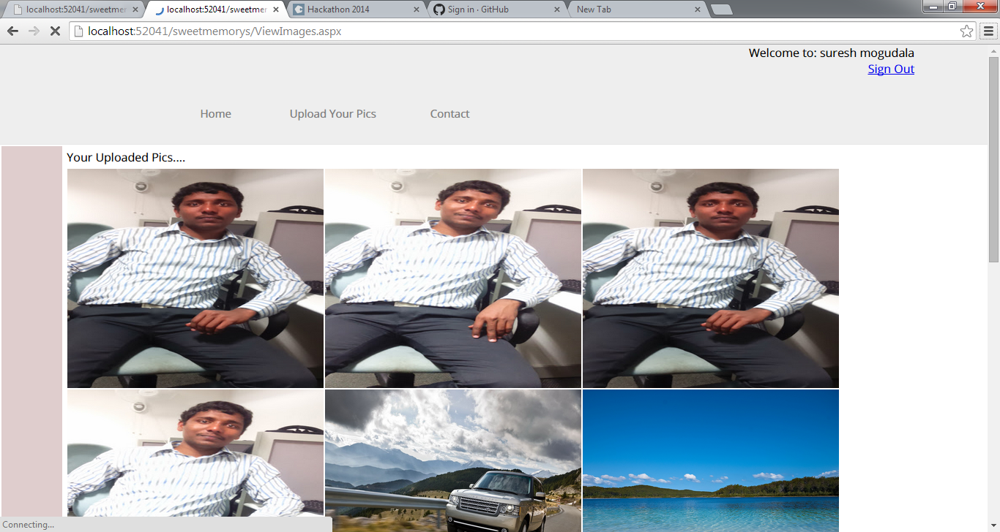 localhost:52041/sweetmer
localhost:52041/sweetmer
Hackathon 2014
Sign in · GitHub
New Tab
localhost:52041/sweetmemorys/ViewImages.aspx
Welcome to: suresh mogudala
Sign Out
Home
Upload Your Pics
Contact
Your Uploaded Pics....
Connecting...